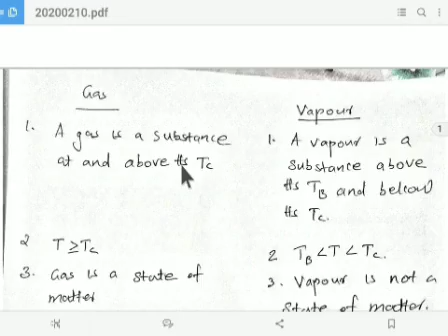 20200210.pdf
Gas
1. A gas is a substance
at and above its Tc
2 T ≥ Tc
3. Gas is a state of
matter
Vapour
1. A vapour is a
substance above
its TB and below
its Tc.
2 TB < T < Tc.
3. Vapour is not a
state of matter.
1